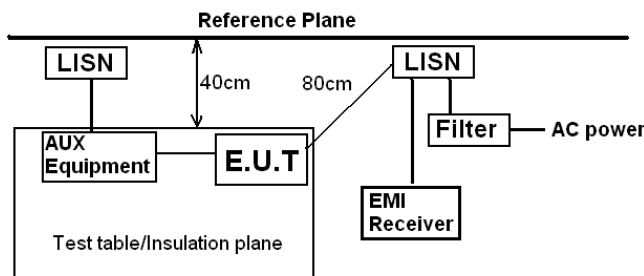 Reference Plane
LISN
40cm
80cm
LISN
Filter
AC power
AUX
Equipment
E.U.T
EMI
Receiver
Test table/Insulation plane